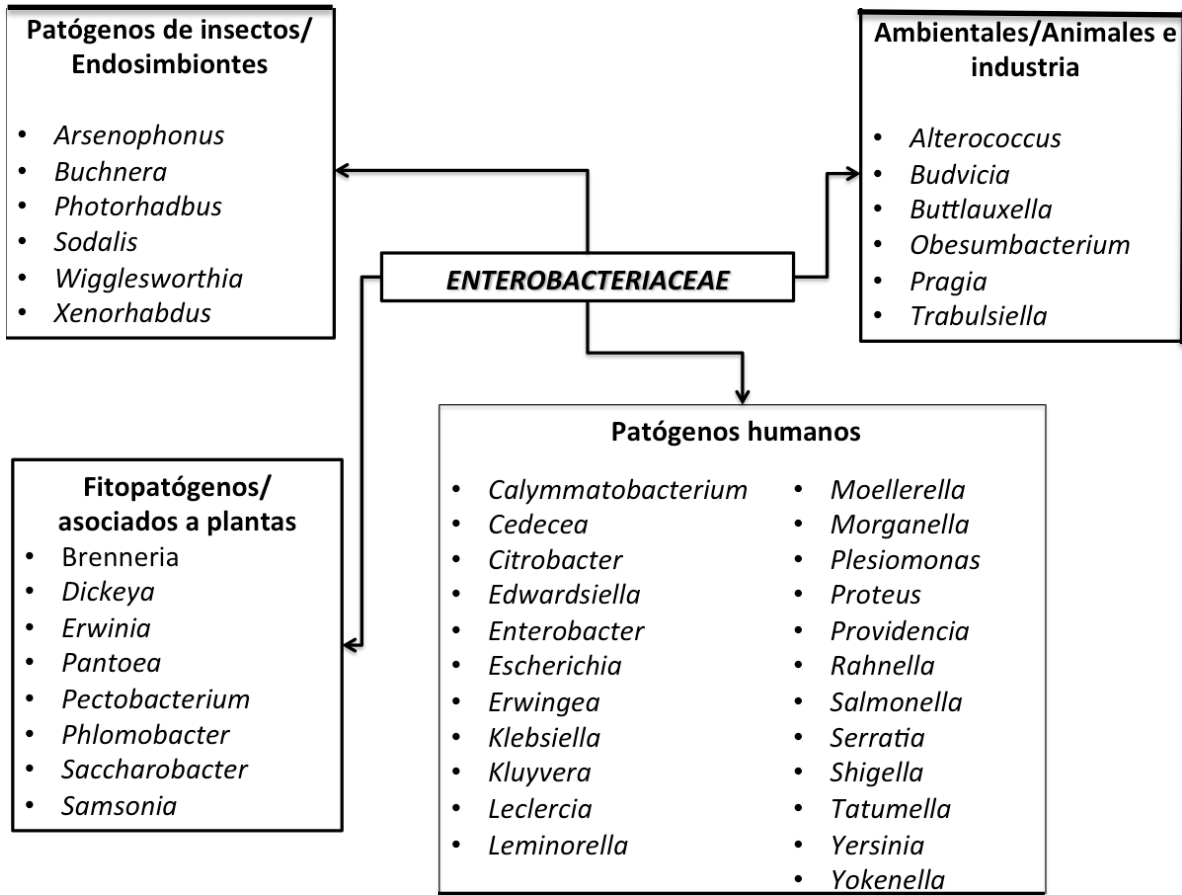 Patógenos de insectos/
Endosimbiontes
• Arsenophonus
• Buchnera
• Photorhadbus
• Sodalis
• Wigglesworthia
• Xenorhabdus
Ambientales/Animales e
industria
• Alterococcus
• Budvicia
• Buttlauxella
• Obesumbacterium
• Pragia
• Trabulsiella
ENTEROBACTERIACEAE
Fitopatógenos/
asociados a plantas
• Brenneria
• Dickeya
• Erwinia
• Pantoea
• Pectobacterium
• Phlomobacter
• Saccharobacter
• Samsonia
Patógenos humanos
• Calymmatobacterium
• Cedecea
• Citrobacter
• Edwardsiella
• Enterobacter
• Escherichia
• Erwingea
• Klebsiella
• Kluyvera
• Leclercia
• Leminorella
• Moellerella
• Morganella
• Plesiomonas
• Proteus
• Providencia
• Rahnella
• Salmonella
• Serratia
• Shigella
• Tatumella
• Yersinia
• Yokenella